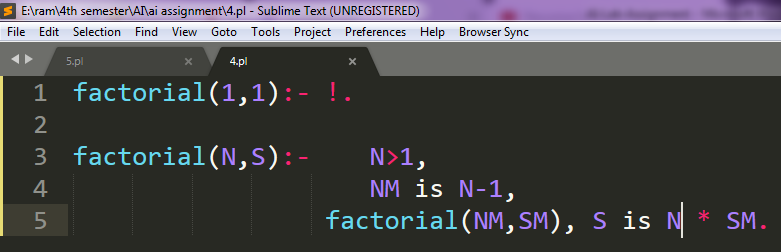 E:\ram\4th semester\AI\ai assignment\4.pl - Sublime Text (UNREGISTERED)
File Edit Selection Find View Goto Tools Project Preferences Help Browser Sync
5.pl × 4.pl ×
1 factorial(1,1):- !.
2
3 factorial(N,S):- N>1,
4 NM is N-1,
5 factorial(NM,SM), S is N * SM.